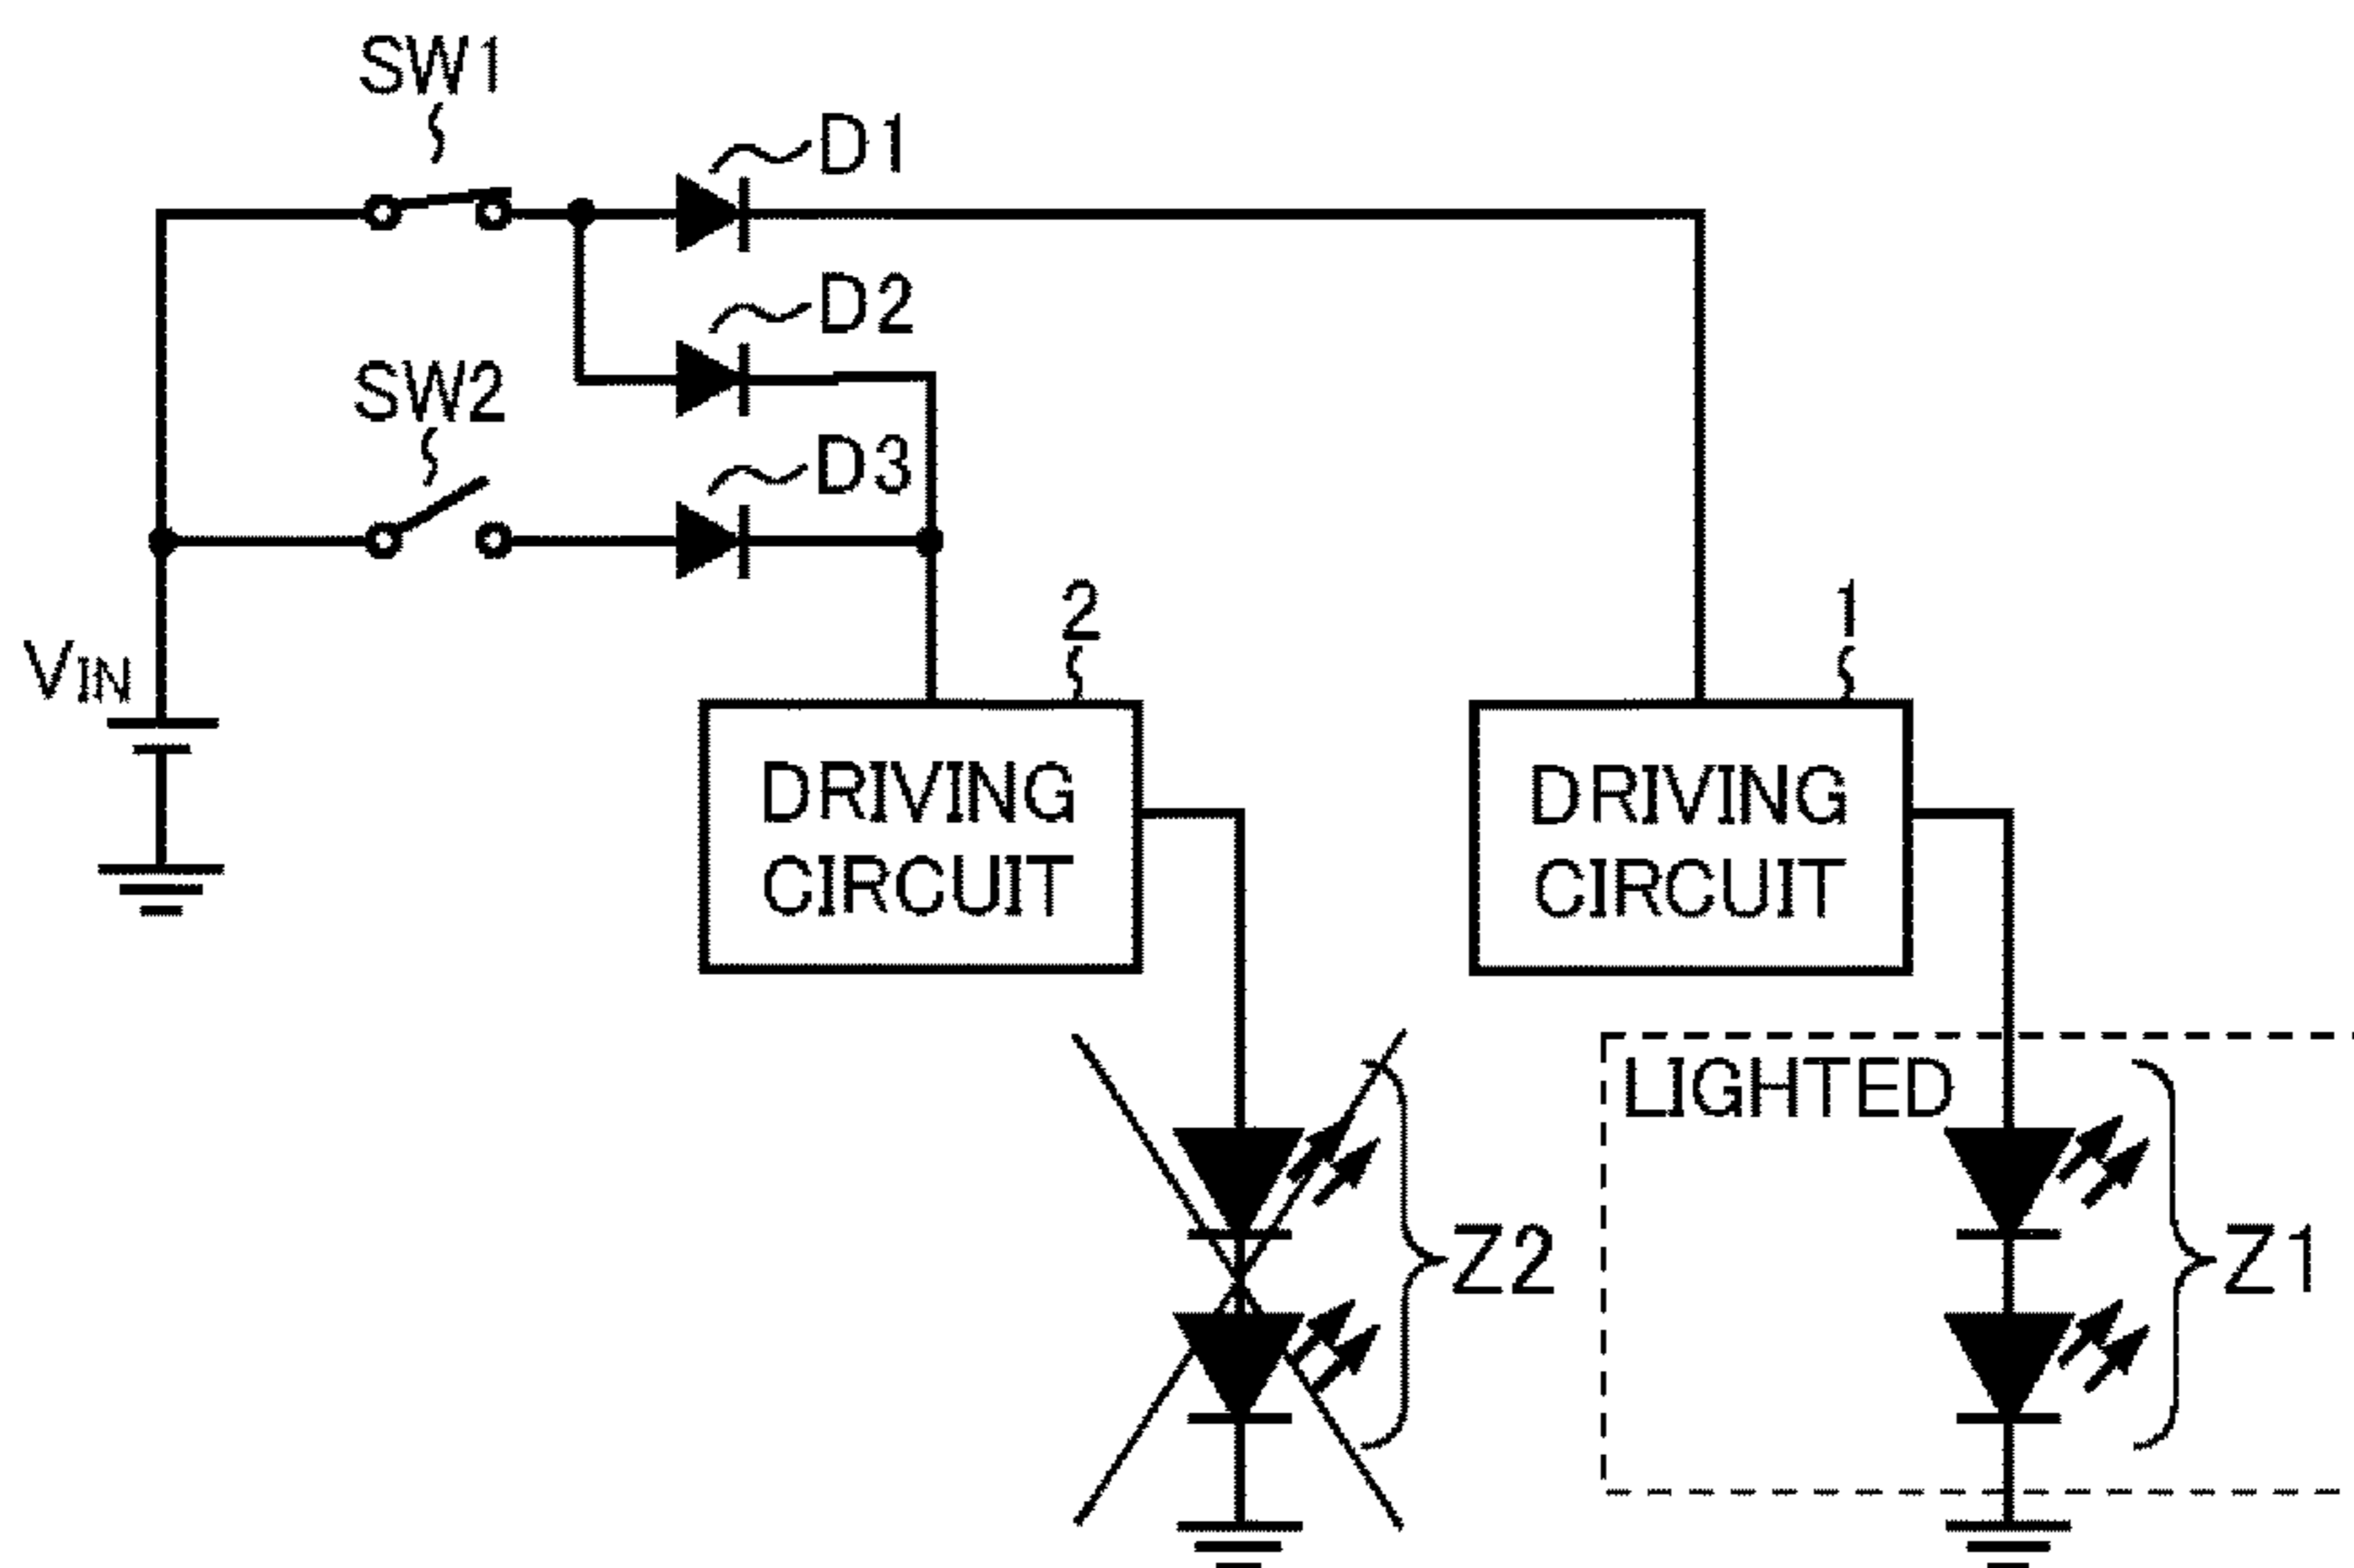 SW1
D1
D2
SW2
D3
VIN
2
1
DRIVING
CIRCUIT
DRIVING
CIRCUIT
LIGHTED
Z2
Z1